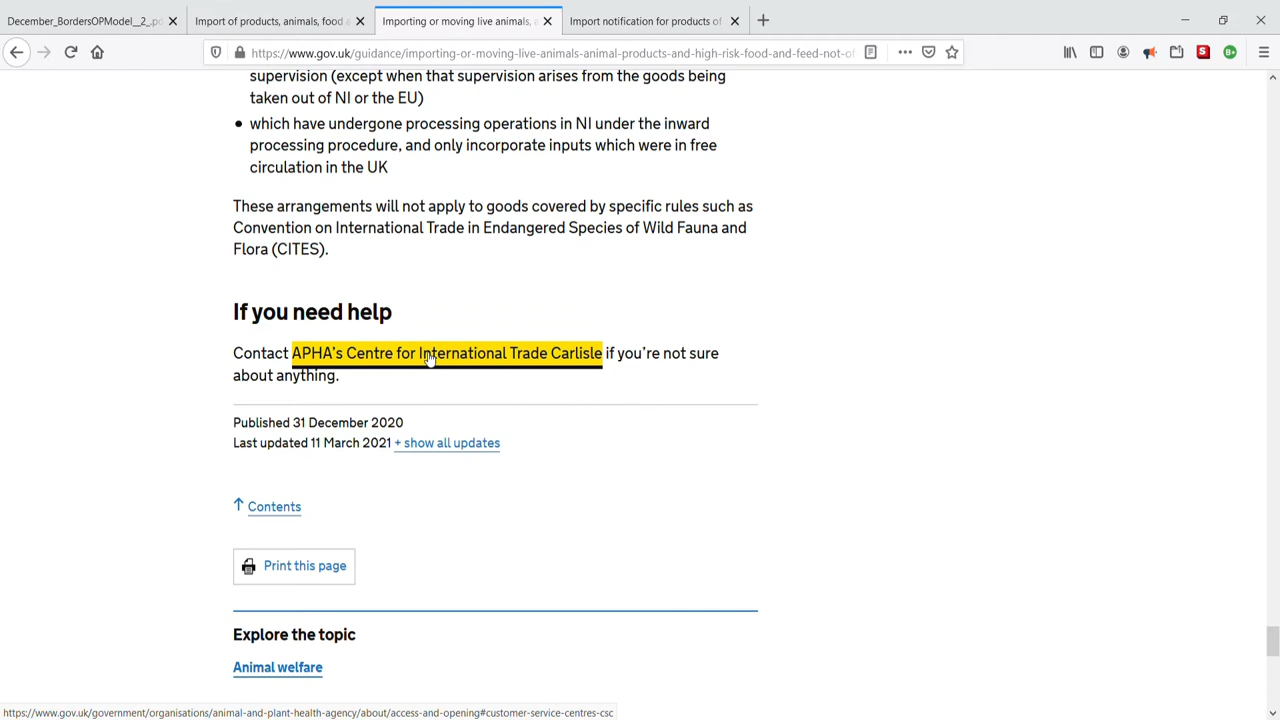 December_BordersOPModel__2_.pd
Import of products, animals, food
Importing or moving live animals, a
Import notification for products of
https://www.gov.uk/guidance/importing-or-moving-live-animals-animal-products-and-high-risk-food-and-feed-not-of
supervision (except when that supervision arises from the goods being
taken out of NI or the EU)
• which have undergone processing operations in NI under the inward
processing procedure, and only incorporate inputs which were in free
circulation in the UK
These arrangements will not apply to goods covered by specific rules such as
Convention on International Trade in Endangered Species of Wild Fauna and
Flora (CITES).
If you need help
Contact APHA's Centre for International Trade Carlisle if you're not sure
about anything.
Published 31 December 2020
Last updated 11 March 2021 + show all updates
↑ Contents
Print this page
Explore the topic
Animal welfare
https://www.gov.uk/government/organisations/animal-and-plant-health-agency/about/access-and-opening#customer-service-centres-csc